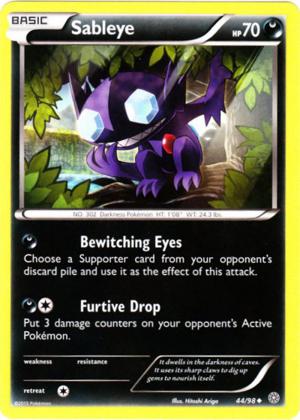 BASIC
Sableye
HP 70
NO. 302 Darkness Pokémon HT: 1'08" WT: 24.3 lbs.
Bewitching Eyes
Choose a Supporter card from your opponent's
discard pile and use it as the effect of this attack.
Furtive Drop
Put 3 damage counters on your opponent's Active
Pokémon.
weakness
resistance
It dwells in the darkness of caves.
It uses its sharp claws to dig up
gems to nourish itself.
retreat
Illus. Hitoshi Ariga
44/98
©2015 Pokémon